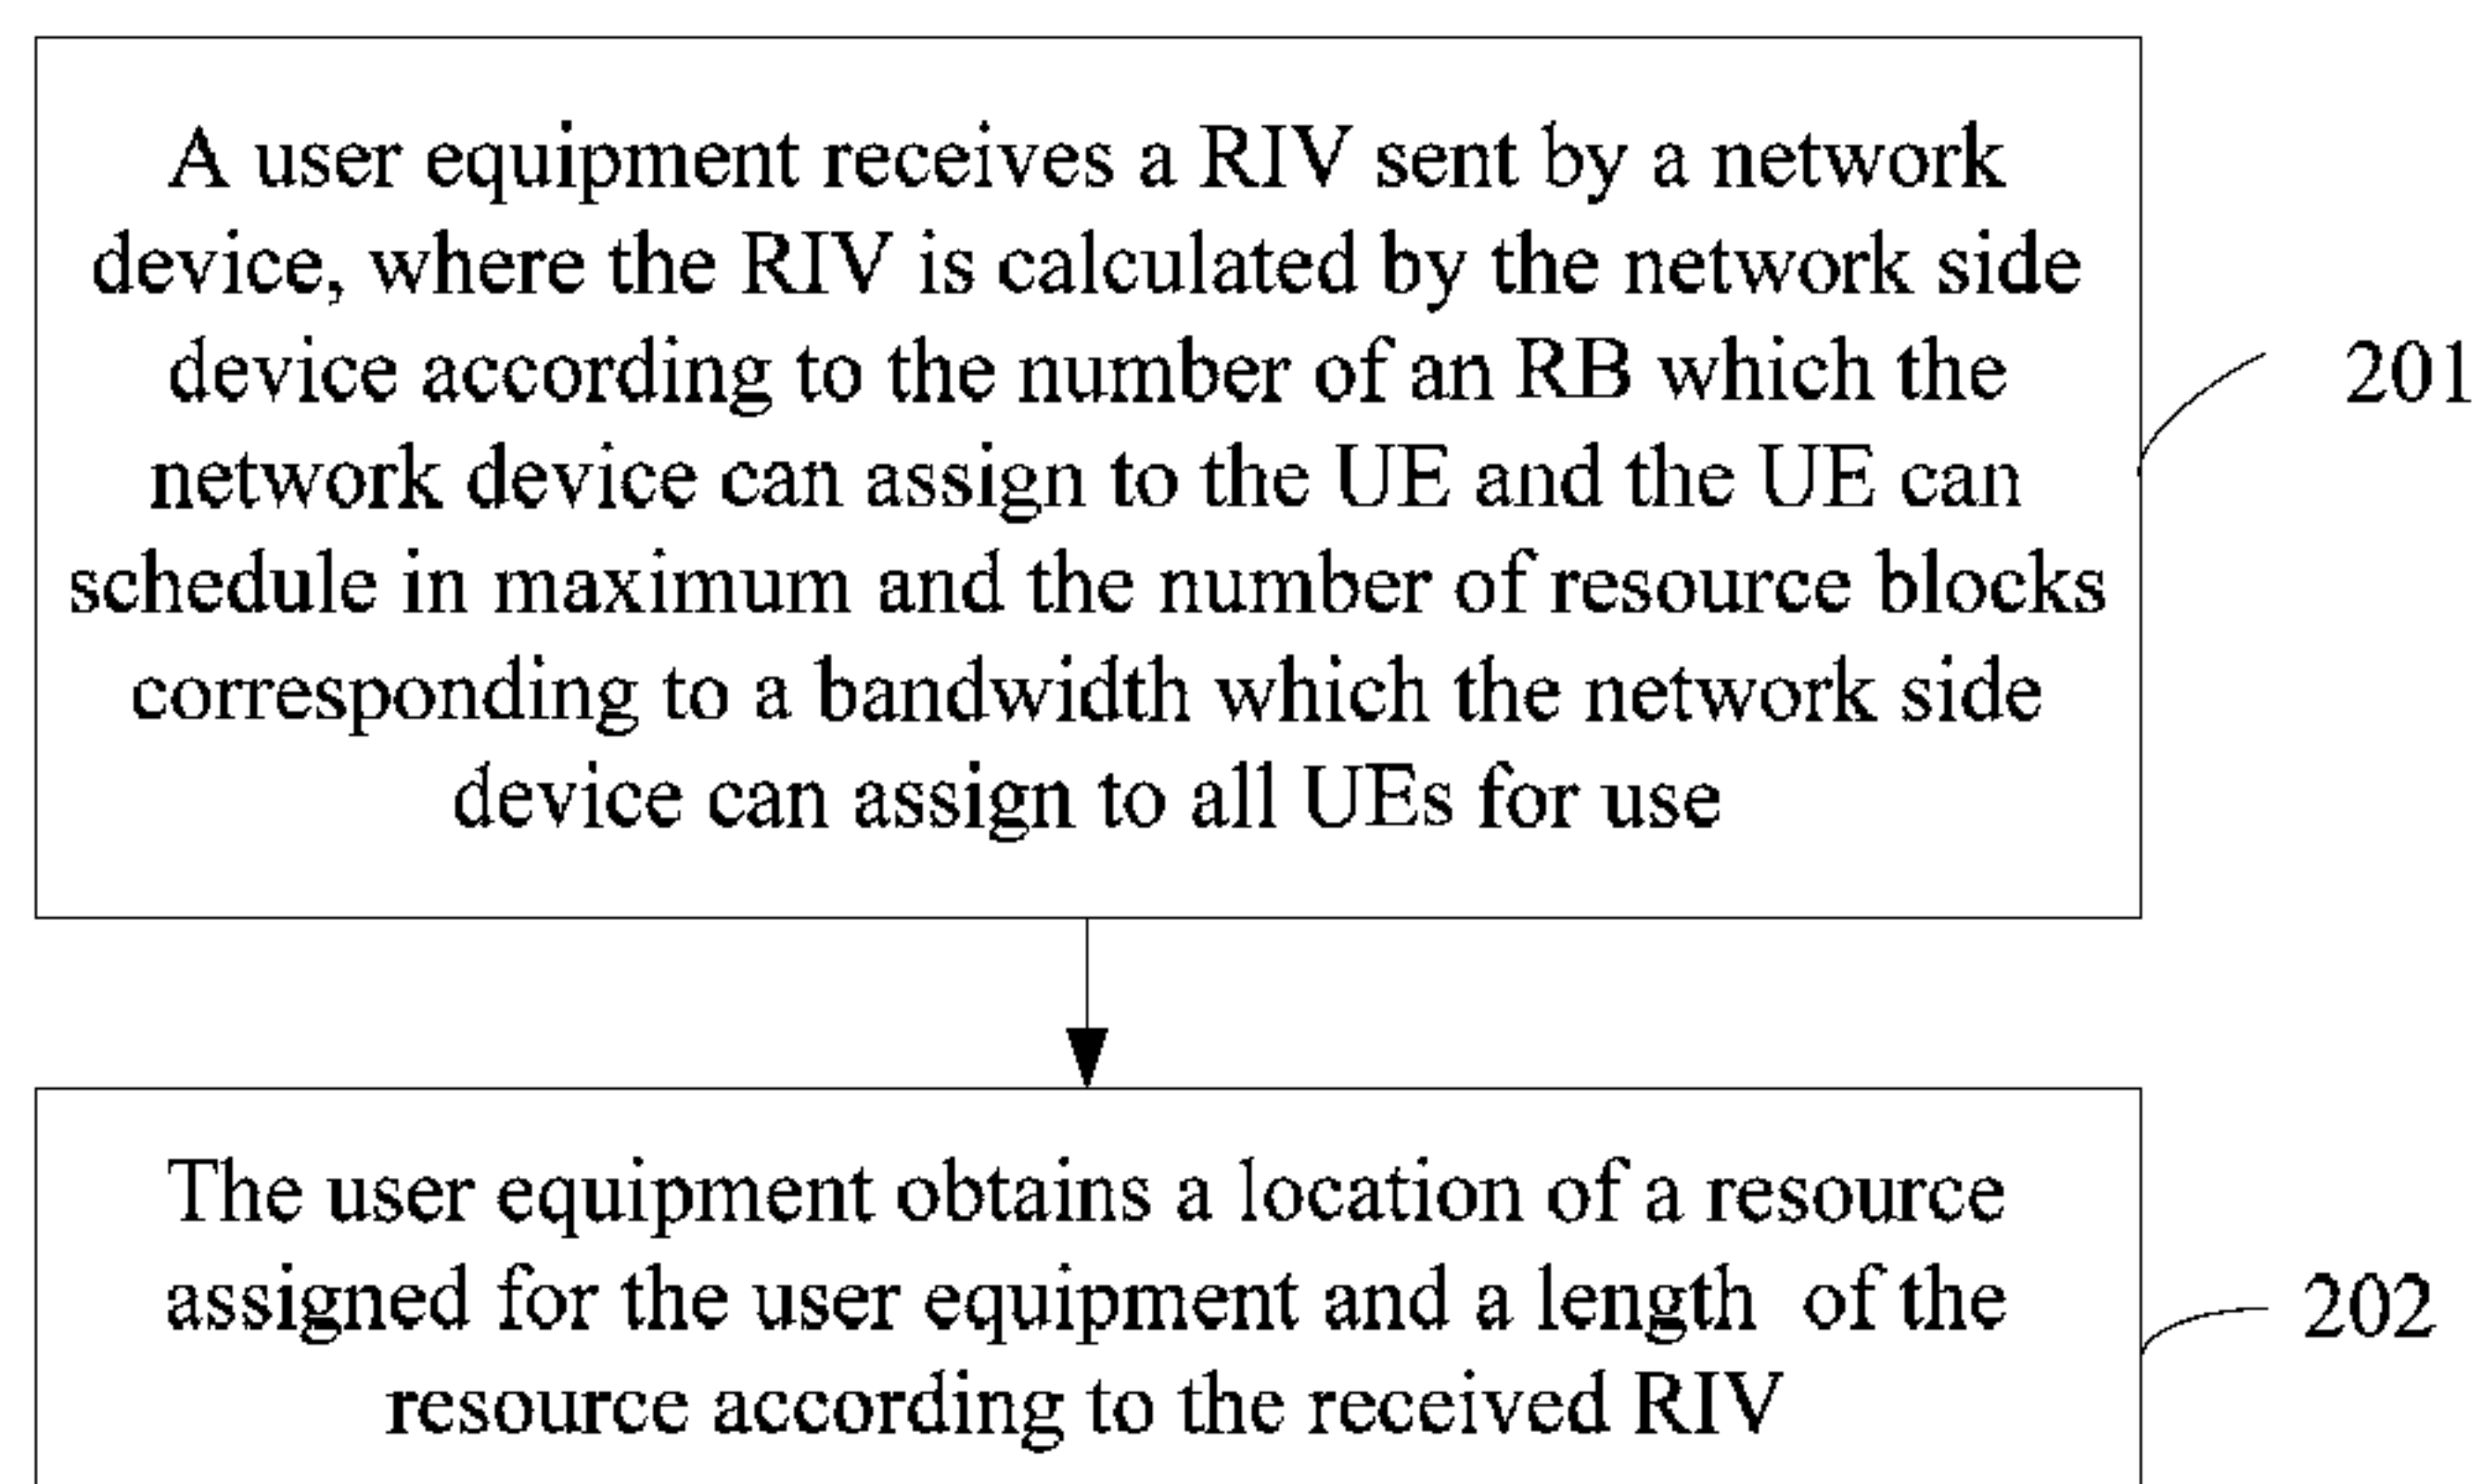 A user equipment receives a RIV sent by a network
device, where the RIV is calculated by the network side
device according to the number of an RB which the
network device can assign to the UE and the UE can
schedule in maximum and the number of resource blocks
corresponding to a bandwidth which the network side
device can assign to all UEs for use
201
The user equipment obtains a location of a resource
assigned for the user equipment and a length of the
resource according to the received RIV
202